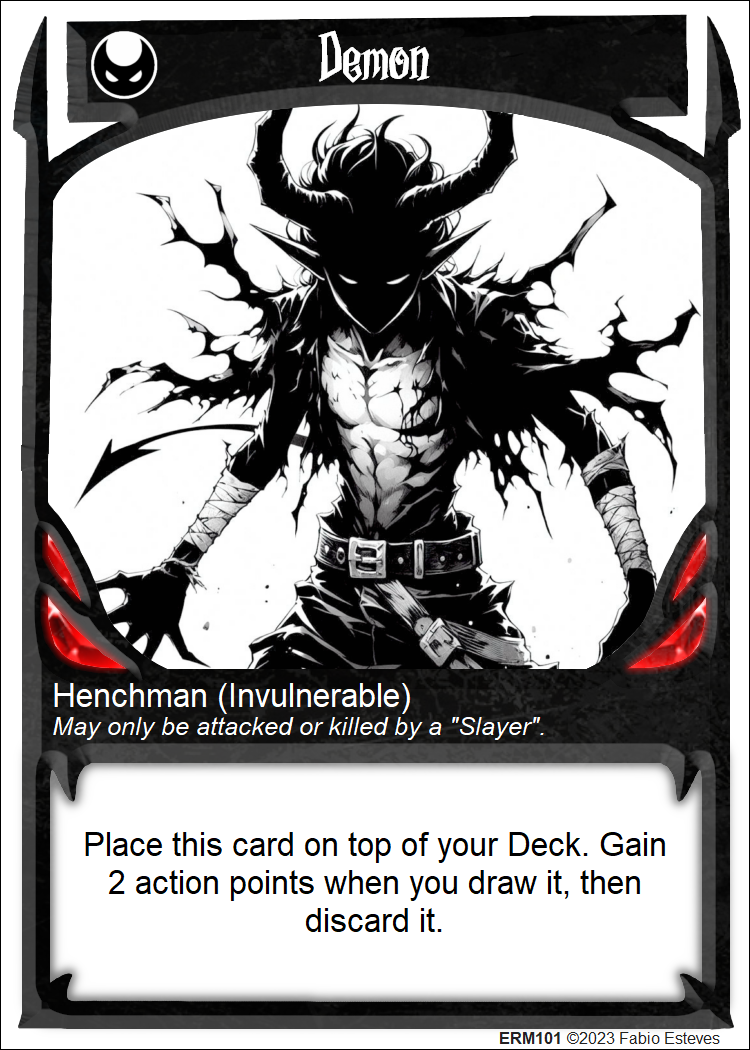 Demon
Henchman (Invulnerable)
May only be attacked or killed by a "Slayer".
Place this card on top of your Deck. Gain
2 action points when you draw it, then
discard it.
ERM101 ©2023 Fabio Esteves